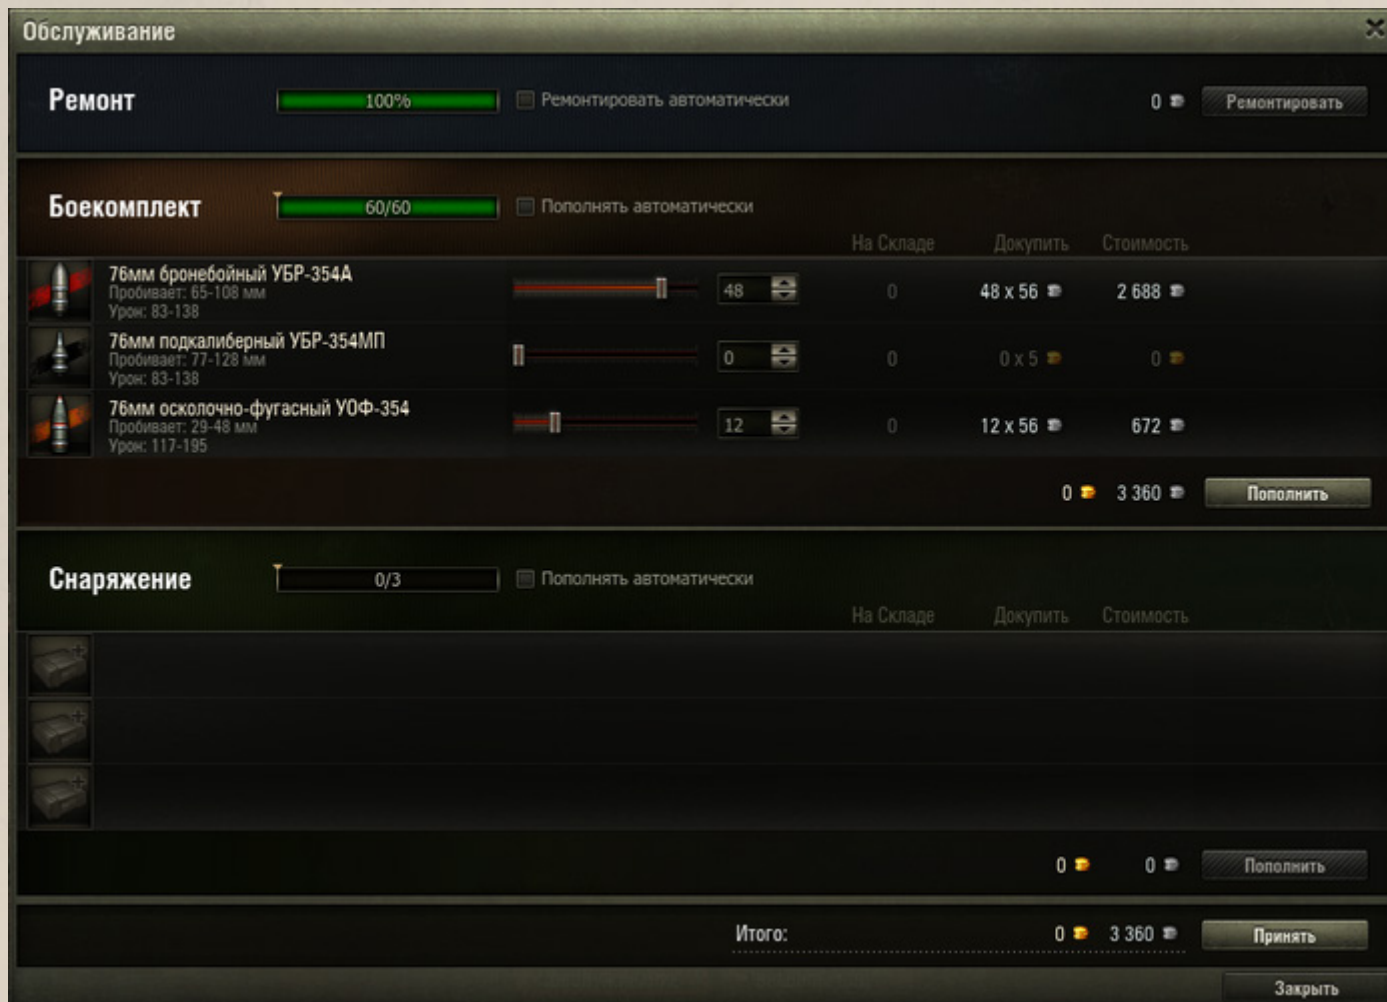 Обслуживание
Ремонт 100% Ремонтировать автоматически 0 Ремонтировать
Боекомплект 60/60 Пополнять автоматически
На Складе Докупить Стоимость
76мм бронебойный УБР-354А
Пробивает: 65-108 мм
Урон: 83-138
48 0 48 x 56 2 688
76мм подкалиберный УБР-354МП
Пробивает: 77-128 мм
Урон: 83-138
0 0 0 x 5 0
76мм осколочно-фугасный УОФ-354
Пробивает: 29-48 мм
Урон: 117-195
12 0 12 x 56 672
0 3 360 Пополнить
Снаряжение 0/3 Пополнять автоматически
На Складе Докупить Стоимость
0 0 Пополнить
Итого: 0 3 360 Принять
Закрыть